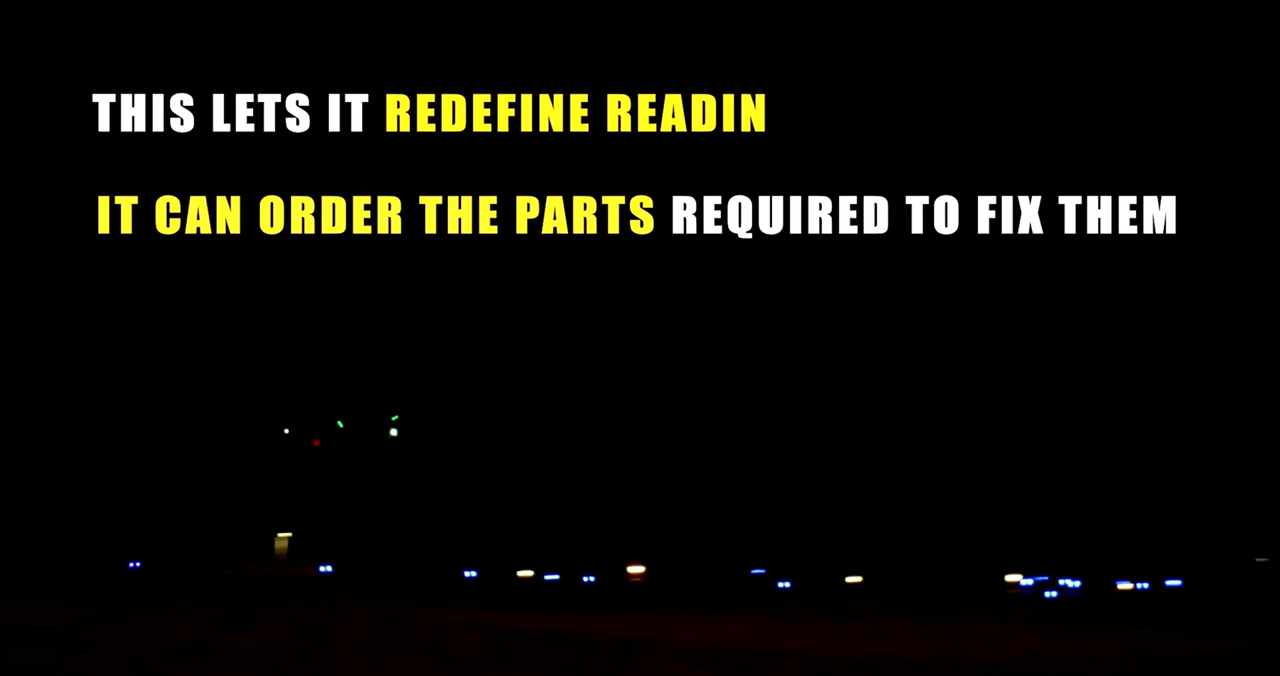 THIS LETS IT REDEFINE READIN
IT CAN ORDER THE PARTS REQUIRED TO FIX THEM